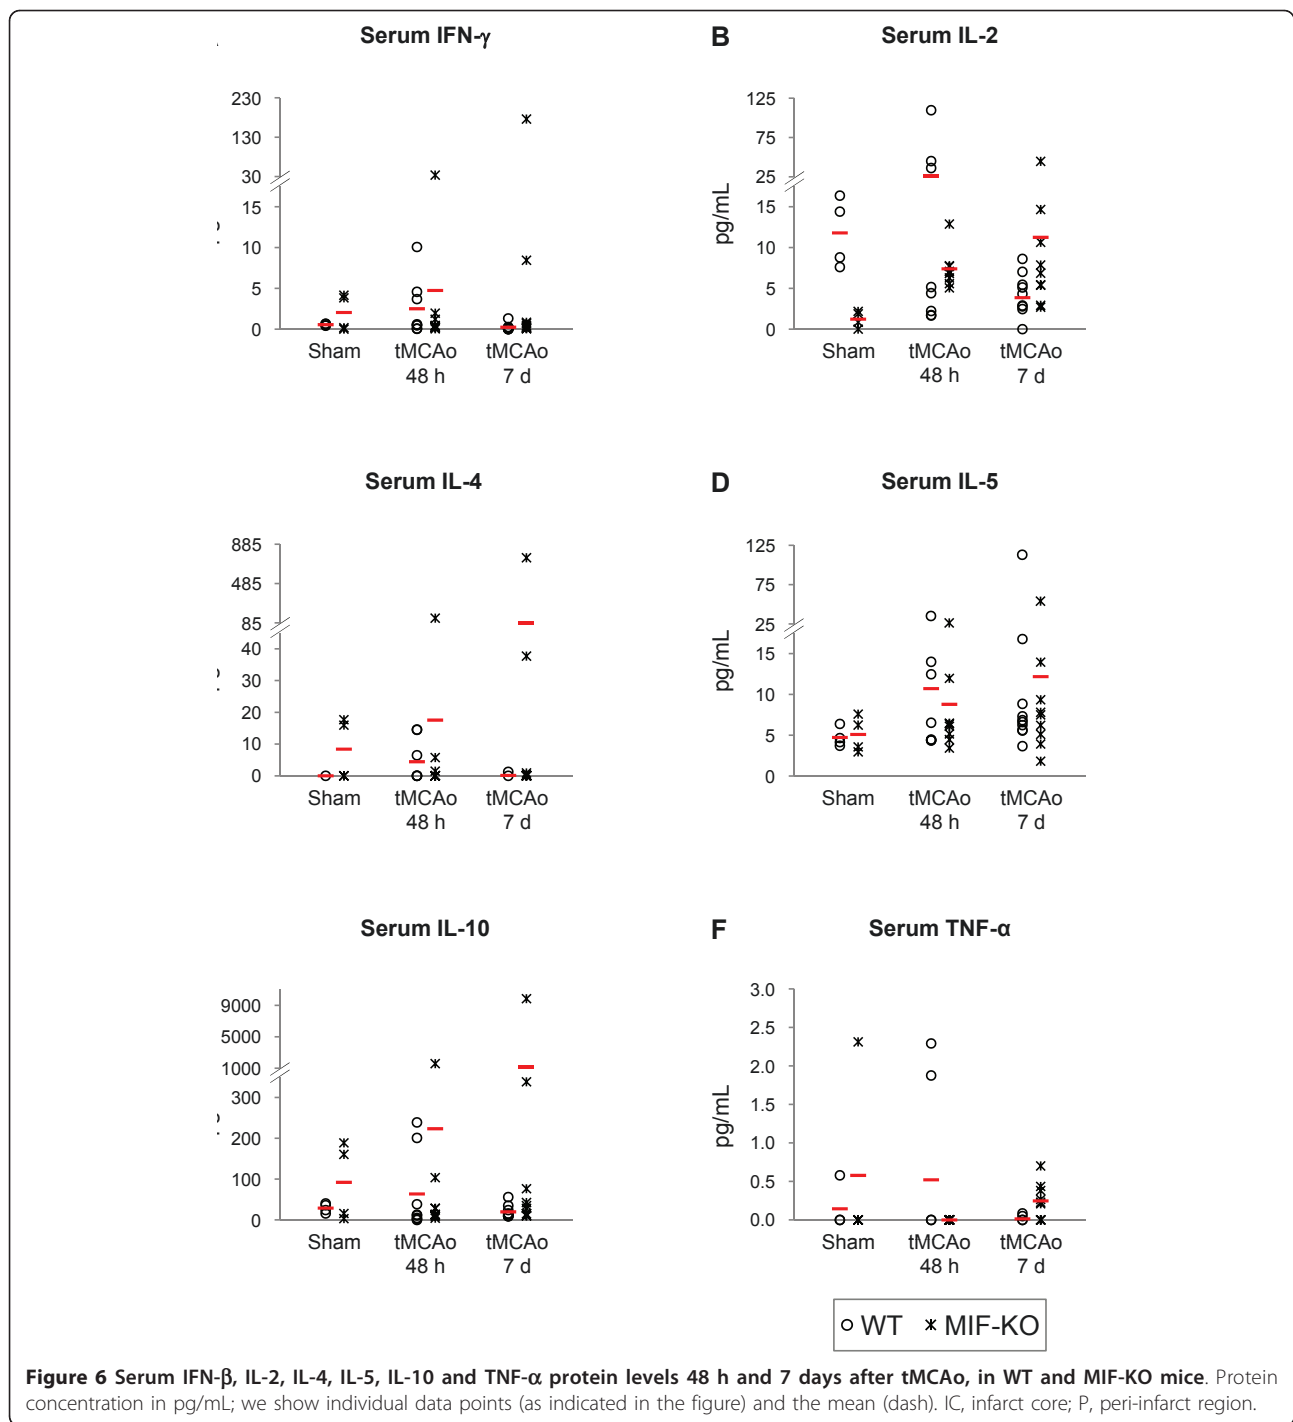 Serum IFN-γ
230
130
30
15
10
5
0
Sham
tMCAo
48 h
tMCAo
7 d
B
Serum IL-2
125
75
25
15
10
5
0
pg/mL
Sham
tMCAo
48 h
tMCAo
7 d
Serum IL-4
885
485
85
40
30
20
10
0
Sham
tMCAo
48 h
tMCAo
7 d
D
Serum IL-5
125
75
25
15
10
5
0
pg/mL
Sham
tMCAo
48 h
tMCAo
7 d
Serum IL-10
9000
5000
1000
300
200
100
0
Sham
tMCAo
48 h
tMCAo
7 d
F
Serum TNF-α
3.0
2.5
2.0
1.5
1.0
0.5
0.0
pg/mL
Sham
tMCAo
48 h
tMCAo
7 d
WT
MIF-KO
Figure 6 Serum IFN-β, IL-2, IL-4, IL-5, IL-10 and TNF-α protein levels 48 h and 7 days after tMCAo, in WT and MIF-KO mice. Protein
concentration in pg/mL; we show individual data points (as indicated in the figure) and the mean (dash). IC, infarct core; P, peri-infarct region.